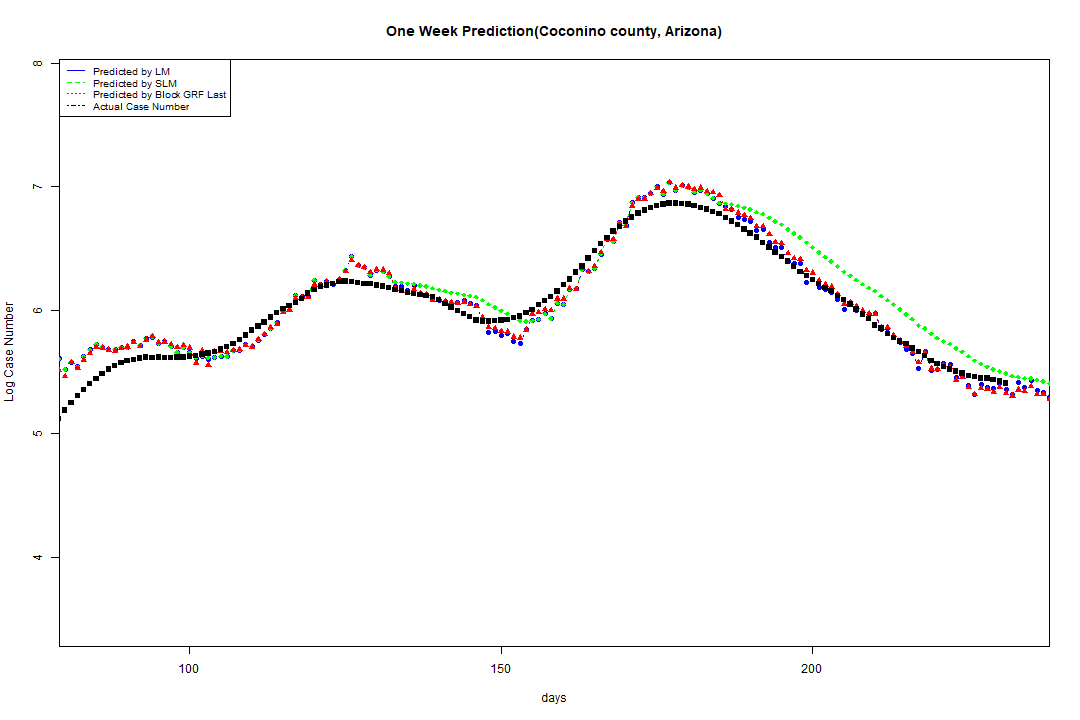 One Week Prediction(Coconino county, Arizona)
Predicted by LM
Predicted by SLM
Predicted by Block GRF Last
Actual Case Number
8
7
6
5
4
Log Case Number
100
150
200
days